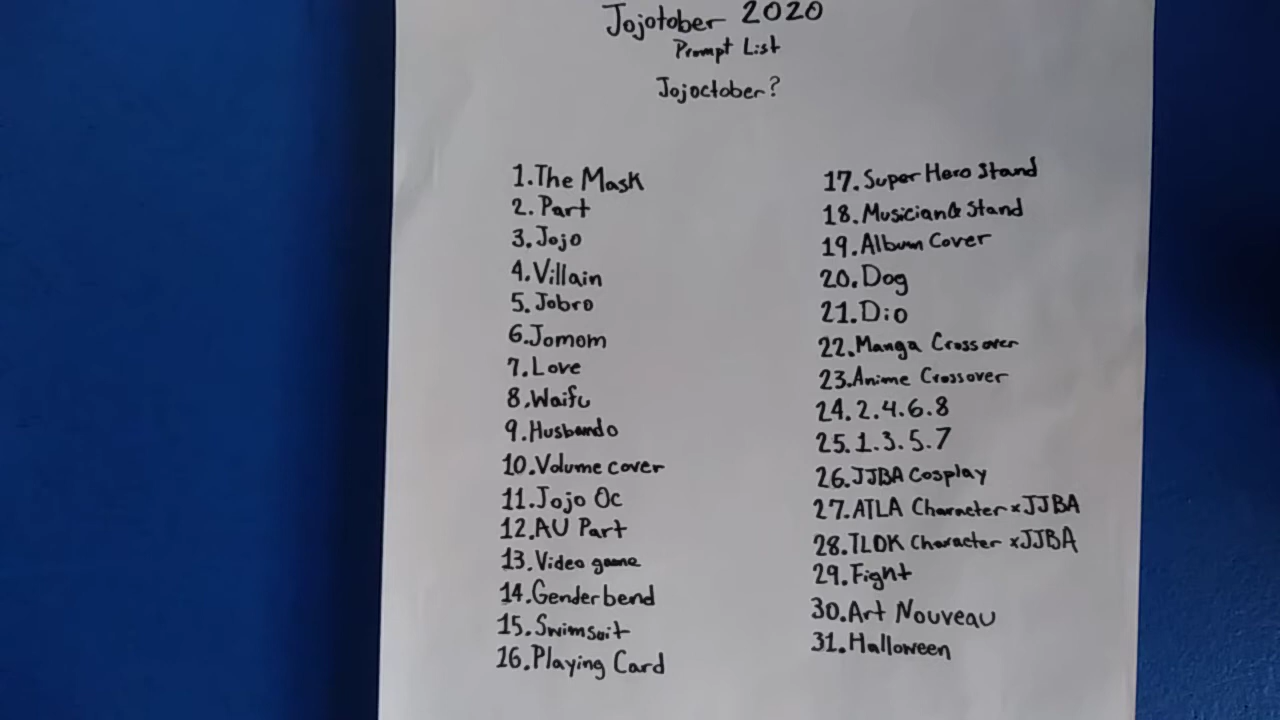 Jojotober 2020
Prompt List
Jojoctober?
1.The Mask
2. Part
3. Jojo
4. Villain
5. Jobro
6.Jomom
7. Love
8. Waifu
9. Husbando
10. Volume cover
11. Jojo Oc
12. AU Part
13. Video game
14. Genderbend
15. Swimsuit
16. Playing Card
17. Super Hero Stand
18. Musician & Stand
19. Album Cover
20. Dog
21. Dio
22. Manga Crossover
23. Anime Crossover
24. 2.4.6.8
25. 1.3.5.7
26. JJBA Cosplay
27. ATLA Character x JJBA
28. TLOK Character x JJBA
29. Fight
30. Art Nouveau
31. Halloween